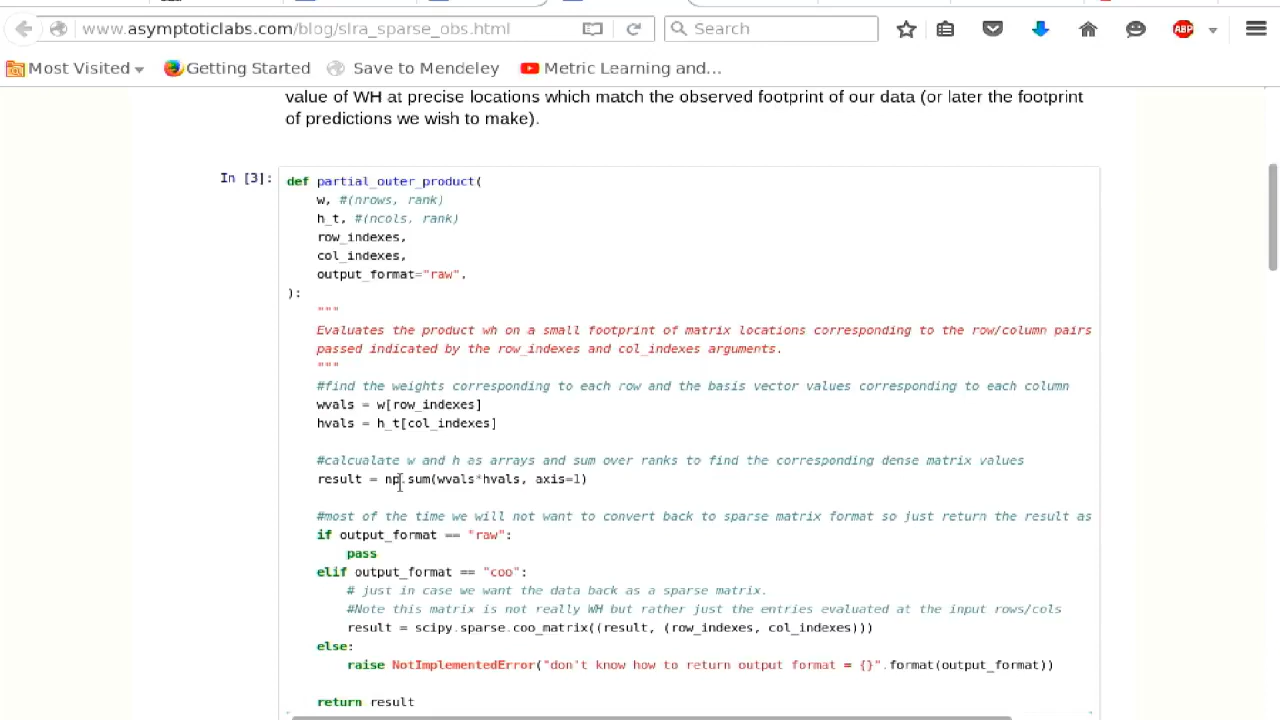 www.asymptoticlabs.com/blog/slra_sparse_obs.html
Search
ABP
Most Visited
Getting Started
Save to Mendeley
Metric Learning and...
value of WH at precise locations which match the observed footprint of our data (or later the footprint
of predictions we wish to make).
In [3]:
def partial_outer_product(
w, #(nrows, rank)
h_t, #(ncols, rank)
row_indexes,
col_indexes,
output_format="raw",
):
"""
Evaluates the product wh on a small footprint of matrix locations corresponding to the row/column pairs
passed indicated by the row_indexes and col_indexes arguments.
"""
#find the weights corresponding to each row and the basis vector values corresponding to each column
wvals = w[row_indexes]
hvals = h_t[col_indexes]
#calcualate w and h as arrays and sum over ranks to find the corresponding dense matrix values
result = np.sum(wvals*hvals, axis=1)
#most of the time we will not want to convert back to sparse matrix format so just return the result as
if output_format == "raw":
pass
elif output_format == "coo":
# just in case we want the data back as a sparse matrix.
#Note this matrix is not really WH but rather just the entries evaluated at the input rows/cols
result = scipy.sparse.coo_matrix((result, (row_indexes, col_indexes)))
else:
raise NotImplementedError("don't know how to return output format = {}".format(output_format))
return result